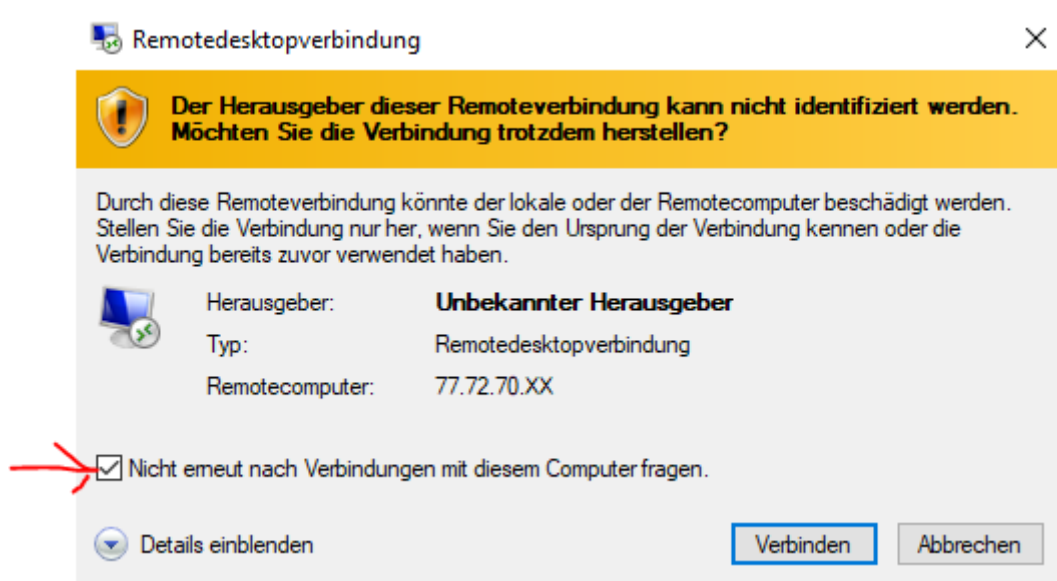 Remotedesktopverbindung
Der Herausgeber dieser Remoteverbindung kann nicht identifiziert werden.
Möchten Sie die Verbindung trotzdem herstellen?
Durch diese Remoteverbindung könnte der lokale oder der Remotecomputer beschädigt werden.
Stellen Sie die Verbindung nur her, wenn Sie den Ursprung der Verbindung kennen oder die
Verbindung bereits zuvor verwendet haben.
Herausgeber: Unbekannter Herausgeber
Typ: Remotedesktopverbindung
Remotecomputer: 77.72.70.XX
Nicht erneut nach Verbindungen mit diesem Computer fragen.
Details einblenden Verbinden Abbrechen